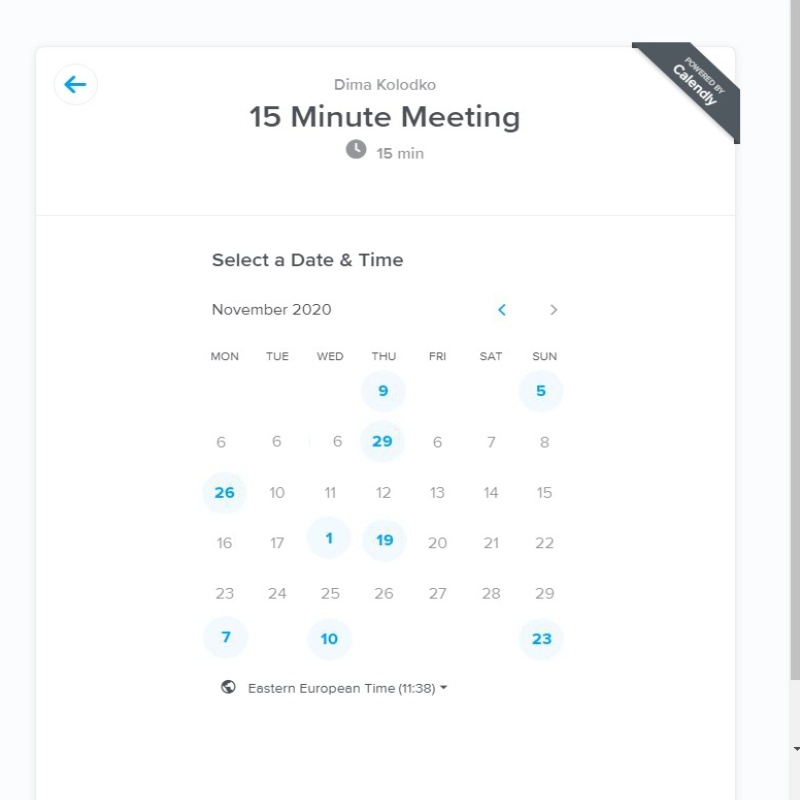 POWERED BY
Calendly
Dima Kolodko
15 Minute Meeting
15 min
Select a Date & Time
November 2020
MON TUE WED THU FRI SAT SUN
9 5
6 6 6 29 6 7 8
26 10 11 12 13 14 15
16 17 1 19 20 21 22
23 24 25 26 27 28 29
7 10 23
Eastern European Time (11:38)